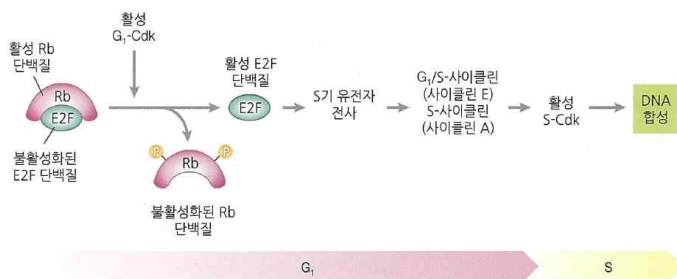 활성
G₁-Cdk
활성 Rb
단백질
Rb
E2F
불활성화된
E2F 단백질
P
Rb
P
불활성화된 Rb
단백질
활성 E2F
단백질
E2F
S기 유전자
전사
G₁/S-사이클린
(사이클린 E)
S-사이클린
(사이클린 A)
활성
S-Cdk
DNA
합성
G₁
S